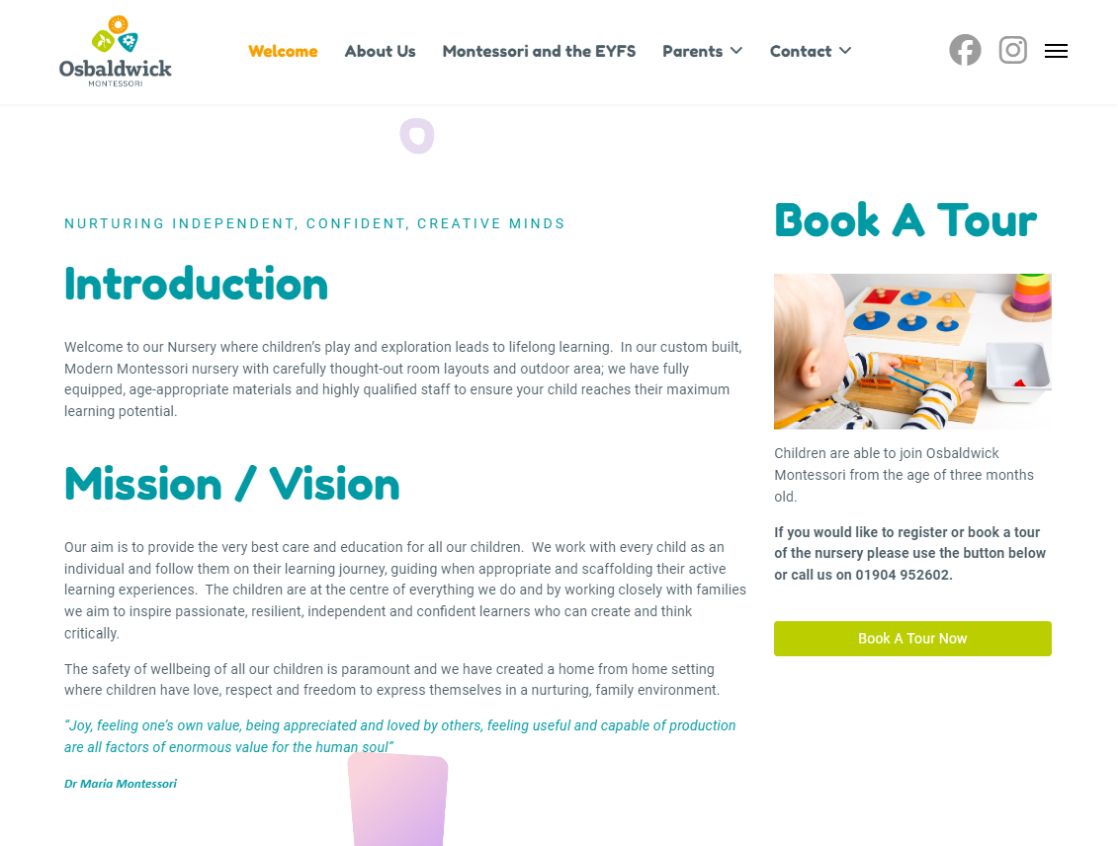 Osbaldwick
MONTESSORI
Welcome
About Us
Montessori and the EYFS
Parents
Contact
NURTURING INDEPENDENT, CONFIDENT, CREATIVE MINDS
Introduction
Welcome to our Nursery where children's play and exploration leads to lifelong learning.  In our custom built,
Modern Montessori nursery with carefully thought-out room layouts and outdoor area; we have fully
equipped, age-appropriate materials and highly qualified staff to ensure your child reaches their maximum
learning potential.
Mission / Vision
Our aim is to provide the very best care and education for all our children.  We work with every child as an
individual and follow them on their learning journey, guiding when appropriate and scaffolding their active
learning experiences.  The children are at the centre of everything we do and by working closely with families
we aim to inspire passionate, resilient, independent and confident learners who can create and think
critically.
The safety of wellbeing of all our children is paramount and we have created a home from home setting
where children have love, respect and freedom to express themselves in a nurturing, family environment.
“Joy, feeling one’s own value, being appreciated and loved by others, feeling useful and capable of production
are all factors of enormous value for the human soul”
Dr Maria Montessori
Book A Tour
Children are able to join Osbaldwick
Montessori from the age of three months
old.
If you would like to register or book a tour
of the nursery please use the button below
or call us on 01904 952602.
Book A Tour Now